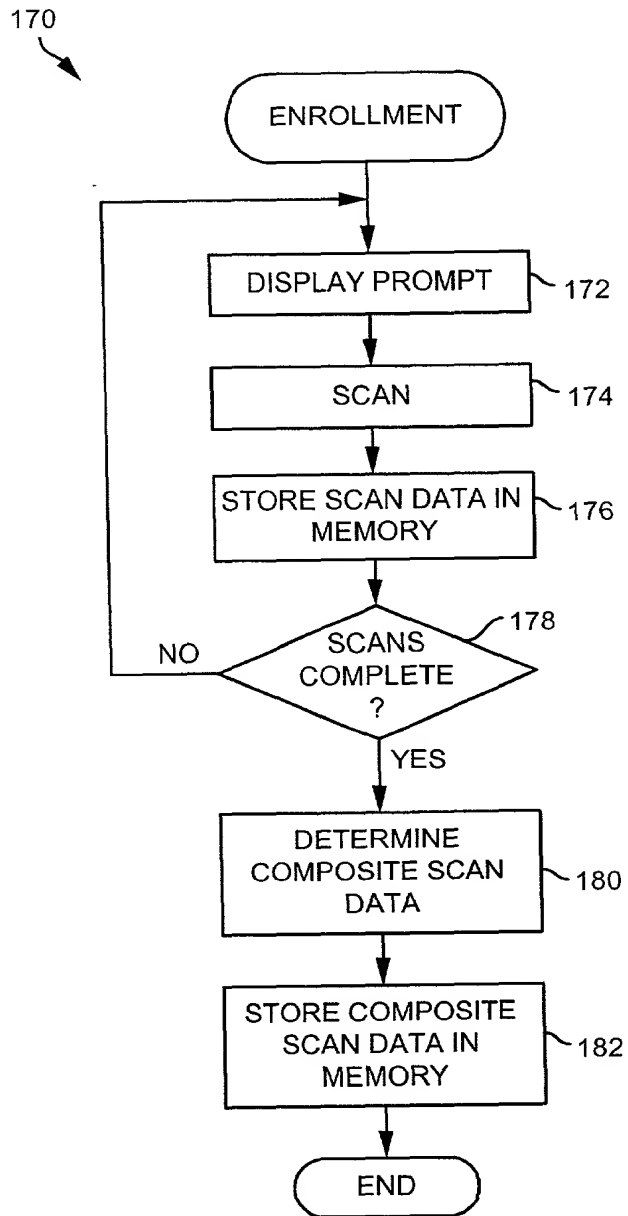 170
ENROLLMENT
DISPLAY PROMPT
172
SCAN
174
STORE SCAN DATA IN
MEMORY
176
SCANS
COMPLETE
?
178
NO
YES
DETERMINE
COMPOSITE SCAN
DATA
180
STORE COMPOSITE
SCAN DATA IN
MEMORY
182
END